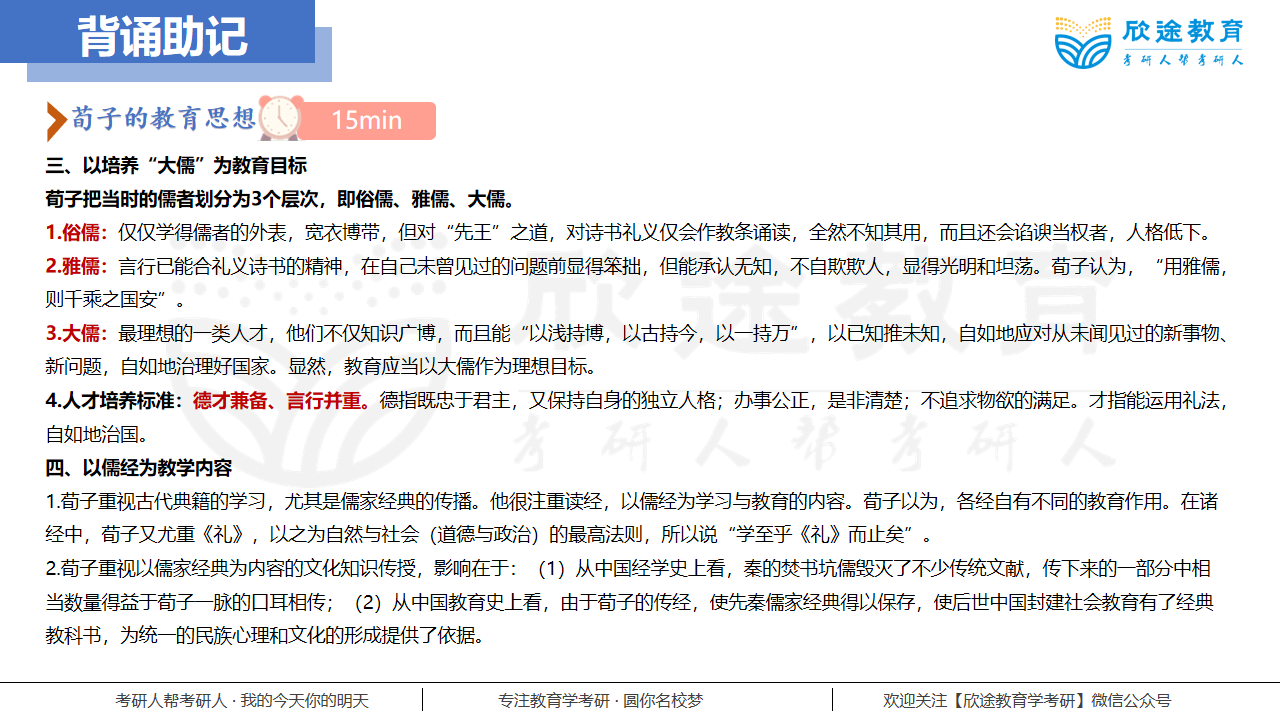 背诵助记
欣途教育
考研人帮考研人
荀子的教育思想
15min
三、以培养“大儒”为教育目标
荀子把当时的儒者划分为3个层次，即俗儒、雅儒、大儒。
1.俗儒：仅仅学得儒者的外表，宽衣博带，但对“先王”之道，对诗书礼义仅会作教条诵读，全然不知其用，而且还会谄谀当权者，人格低下。
2.雅儒：言行已能合礼义诗书的精神，在自己未曾见过的问题前显得笨拙，但能承认无知，不自欺欺人，显得光明和坦荡。荀子认为，“用雅儒，
则千乘之国安”。
3.大儒：最理想的一类人才，他们不仅知识广博，而且能“以浅持博，以古持今，以一持万”，以已知推未知，自如地应对从未闻见过的新事物、
新问题，自如地治理好国家。显然，教育应当以大儒作为理想目标。
4.人才培养标准：德才兼备、言行并重。德指既忠于君主，又保持自身的独立人格；办事公正，是非清楚；不追求物欲的满足。才指能运用礼法，
自如地治国。
四、以儒经为教学内容
1.荀子重视古代典籍的学习，尤其是儒家经典的传播。他很注重读经，以儒经为学习与教育的内容。荀子以为，各经自有不同的教育作用。在诸
经中，荀子又尤重《礼》，以之为自然与社会（道德与政治）的最高法则，所以说“学至乎《礼》而止矣”。
2.荀子重视以儒家经典为内容的文化知识传授，影响在于：（1）从中国经学史上看，秦的焚书坑儒毁灭了不少传统文献，传下来的一部分中相
当数量得益于荀子一脉的口耳相传；（2）从中国教育史上看，由于荀子的传经，使先秦儒家经典得以保存，使后世中国封建社会教育有了经典
教科书，为统一的民族心理和文化的形成提供了依据。
欣途教育
考研人帮考研人
考研人帮考研人·我的今天你的明天
专注教育学考研·圆你名校梦
欢迎关注【欣途教育学考研】微信公众号